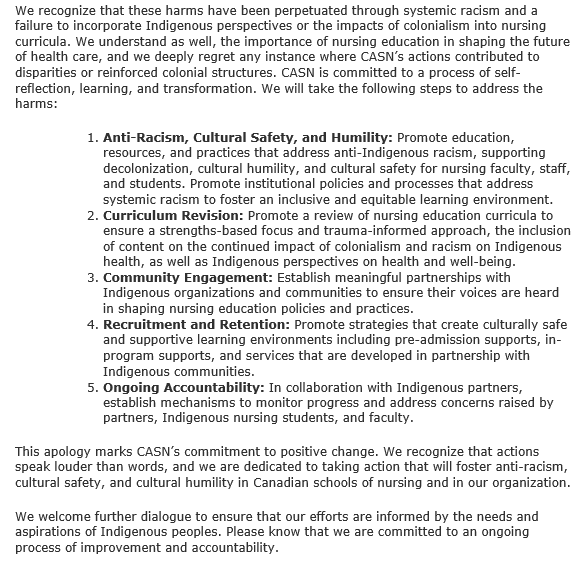 We recognize that these harms have been perpetuated through systemic racism and a
failure to incorporate Indigenous perspectives or the impacts of colonialism into nursing
curricula. We understand as well, the importance of nursing education in shaping the future
of health care, and we deeply regret any instance where CASN's actions contributed to
disparities or reinforced colonial structures. CASN is committed to a process of self-
reflection, learning, and transformation. We will take the following steps to address the
harms:
1. Anti-Racism, Cultural Safety, and Humility: Promote education,
resources, and practices that address anti-Indigenous racism, supporting
decolonization, cultural humility, and cultural safety for nursing faculty, staff,
and students. Promote institutional policies and processes that address
systemic racism to foster an inclusive and equitable learning environment.
2. Curriculum Revision: Promote a review of nursing education curricula to
ensure a strengths-based focus and trauma-informed approach, the inclusion
of content on the continued impact of colonialism and racism on Indigenous
health, as well as Indigenous perspectives on health and well-being.
3. Community Engagement: Establish meaningful partnerships with
Indigenous organizations and communities to ensure their voices are heard
in shaping nursing education policies and practices.
4. Recruitment and Retention: Promote strategies that create culturally safe
and supportive learning environments including pre-admission supports, in-
program supports, and services that are developed in partnership with
Indigenous communities.
5. Ongoing Accountability: In collaboration with Indigenous partners,
establish mechanisms to monitor progress and address concerns raised by
partners, Indigenous nursing students, and faculty.
This apology marks CASN's commitment to positive change. We recognize that actions
speak louder than words, and we are dedicated to taking action that will foster anti-racism,
cultural safety, and cultural humility in Canadian schools of nursing and in our organization.
We welcome further dialogue to ensure that our efforts are informed by the needs and
aspirations of Indigenous peoples. Please know that we are committed to an ongoing
process of improvement and accountability.